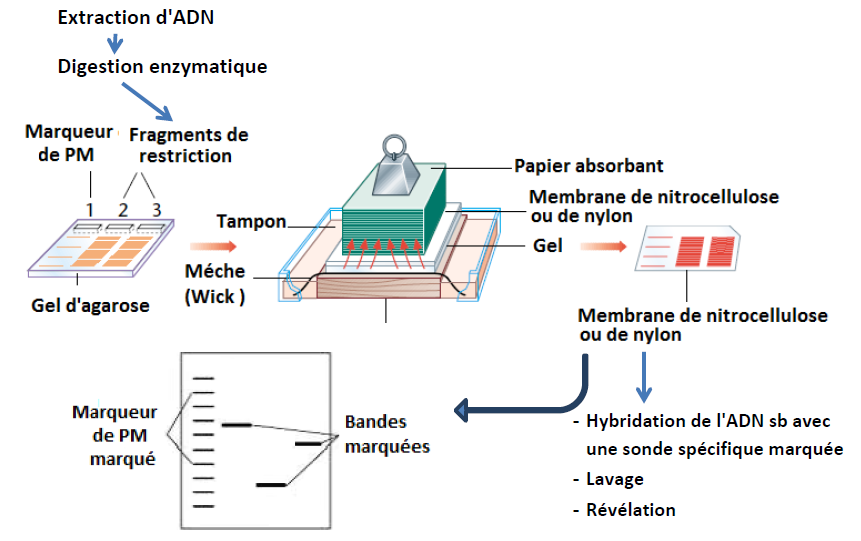 Extraction d'ADN
Digestion enzymatique
Marqueur
de PM
Fragments de
restriction
1 2 3
Gel d'agarose
Tampon
Méche
(Wick )
Papier absorbant
Membrane de nitrocellulose
ou de nylon
Gel
Membrane de nitrocellulose
ou de nylon
Marqueur
de PM
marqué
Bandes
marquées
- Hybridation de l'ADN sb avec
une sonde spécifique marquée
- Lavage
- Révélation